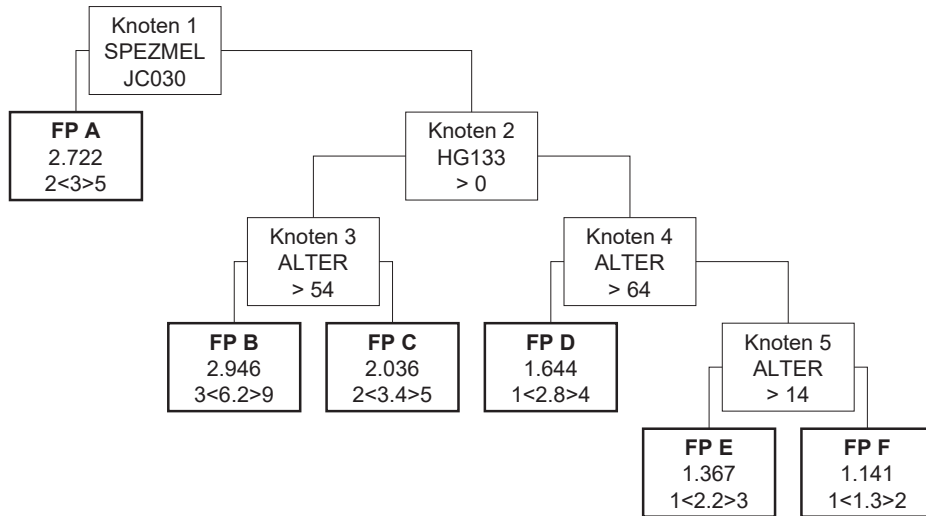 Knoten 1
SPEZMEL
JC030
FP A
2.722
2<3>5
Knoten 2
HG133
> 0
Knoten 3
ALTER
> 54
Knoten 4
ALTER
> 64
FP B
2.946
3<6.2>9
FP C
2.036
2<3.4>5
FP D
1.644
1<2.8>4
Knoten 5
ALTER
> 14
FP E
1.367
1<2.2>3
FP F
1.141
1<1.3>2